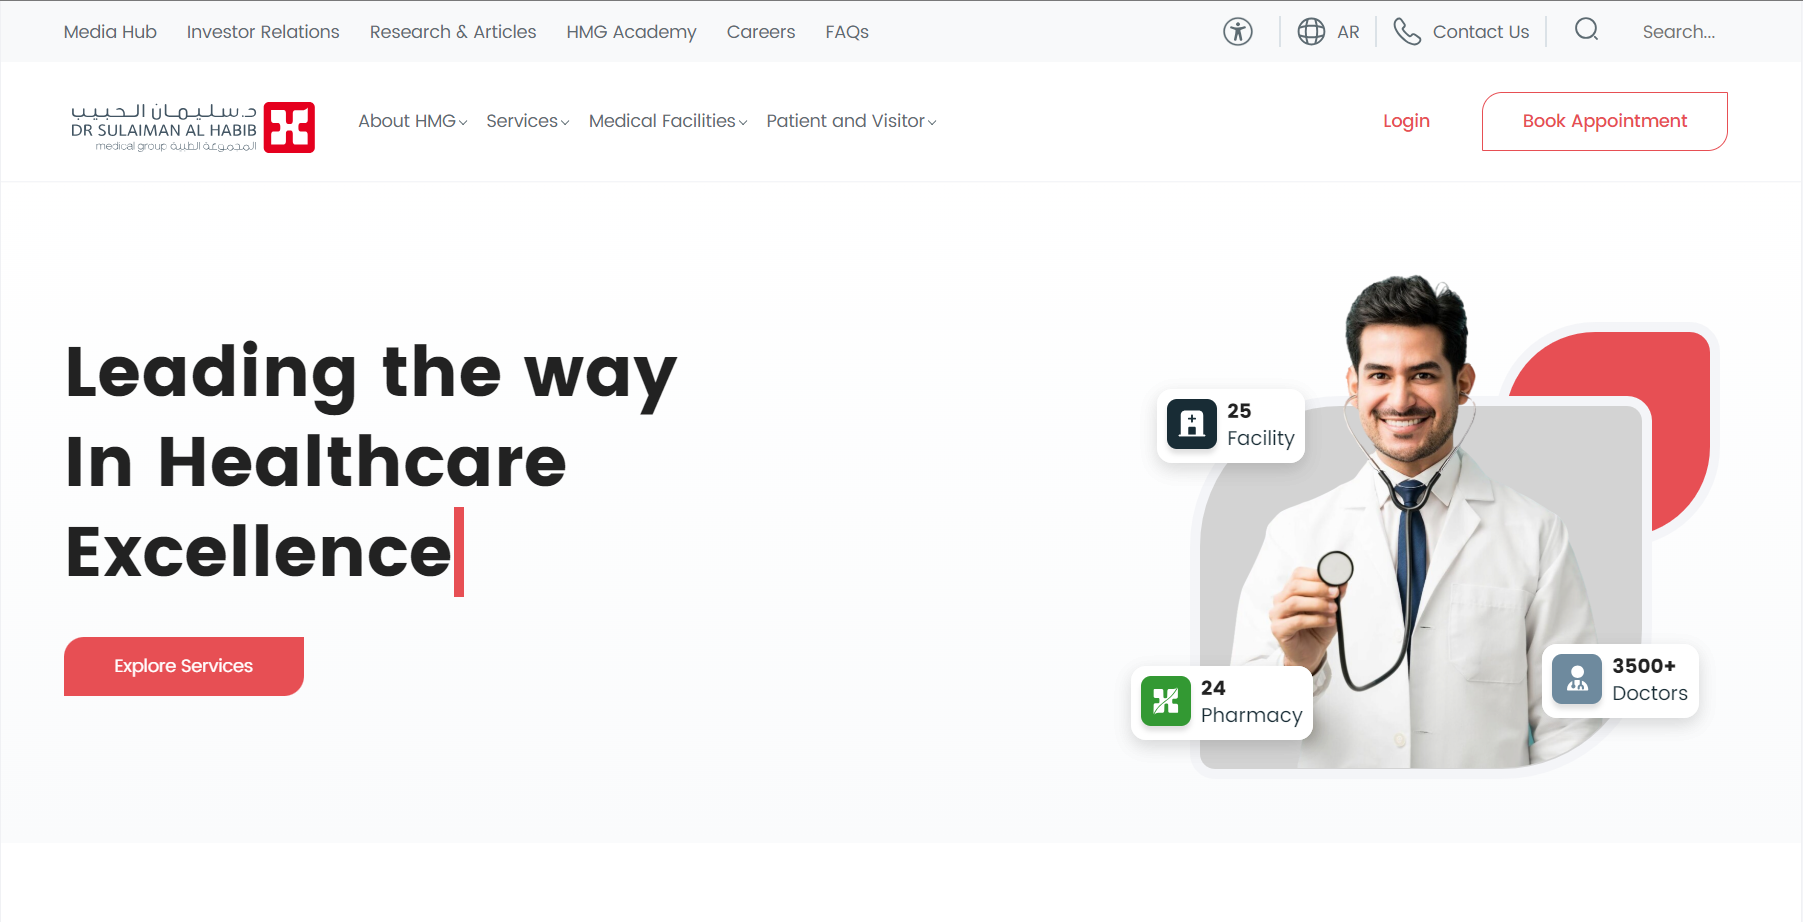 Media Hub
Investor Relations
Research & Articles
HMG Academy
Careers
FAQs
AR
Contact Us
Search...
د. سليمان الحبيب
DR SULAIMAN AL HABIB
medical group المجموعة الطبية
About HMG
Services
Medical Facilities
Patient and Visitor
Login
Book Appointment
Leading the way
In Healthcare
Excellence
Explore Services
25
Facility
24
Pharmacy
3500+
Doctors